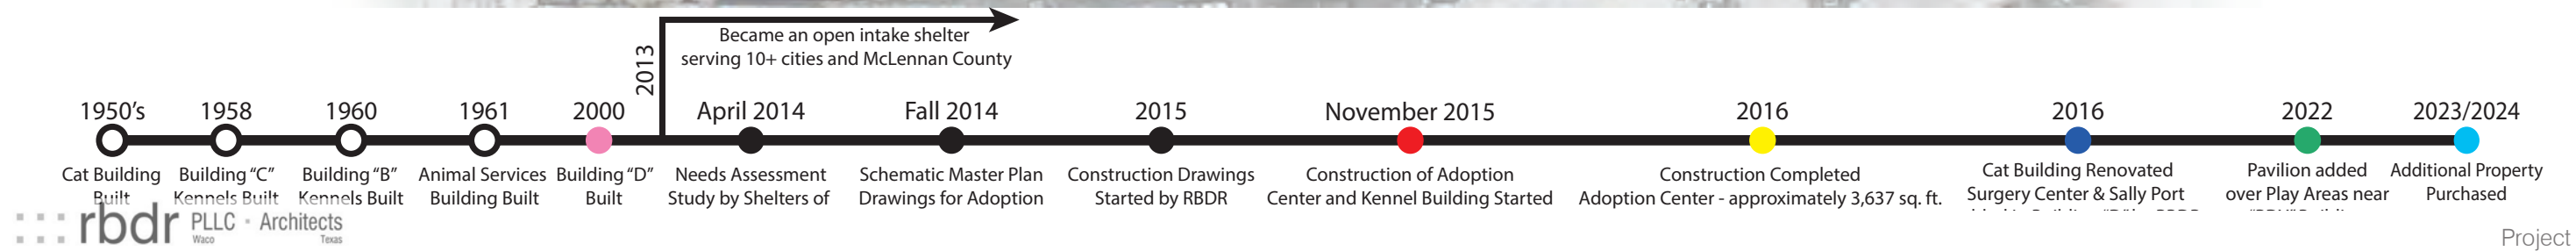 2013
Became an open intake shelter
serving 10+ cities and McLennan County
1950's
Cat Building
Built
1958
Building "C"
Kennels Built
1960
Building "B"
Kennels Built
1961
Animal Services
Building Built
2000
Building "D"
Built
April 2014
Needs Assessment
Study by Shelters of
Fall 2014
Schematic Master Plan
Drawings for Adoption
2015
Construction Drawings
Started by RBDR
November 2015
Construction of Adoption
Center and Kennel Building Started
2016
Construction Completed
Adoption Center - approximately 3,637 sq. ft.
2016
Cat Building Renovated
Surgery Center & Sally Port
2022
Pavilion added
over Play Areas near
2023/2024
Additional Property
Purchased
rbdr PLLC · Architects
Waco Texas
Project